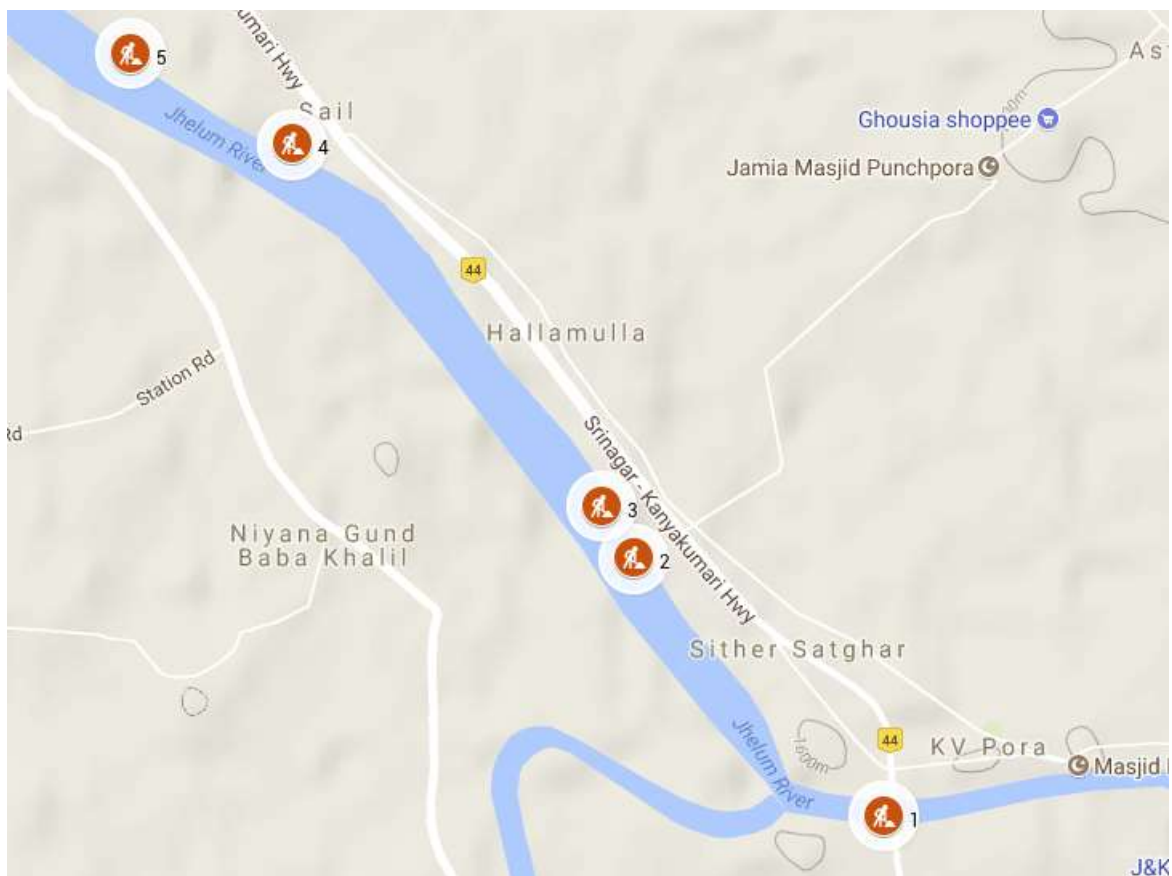 5
umari Hwy
Sail
4
Jhelum River
As
Ghousia shoppee
Jamia Masjid Punchpora
44
Hallamulla
Station Rd
Rd
Srinagar - Kanyakumari Hwy
3
2
Niyana Gund
Baba Khalil
Sither Satghar
Jhelum River
1600m
44
KV Pora
Masjid
1
J&K